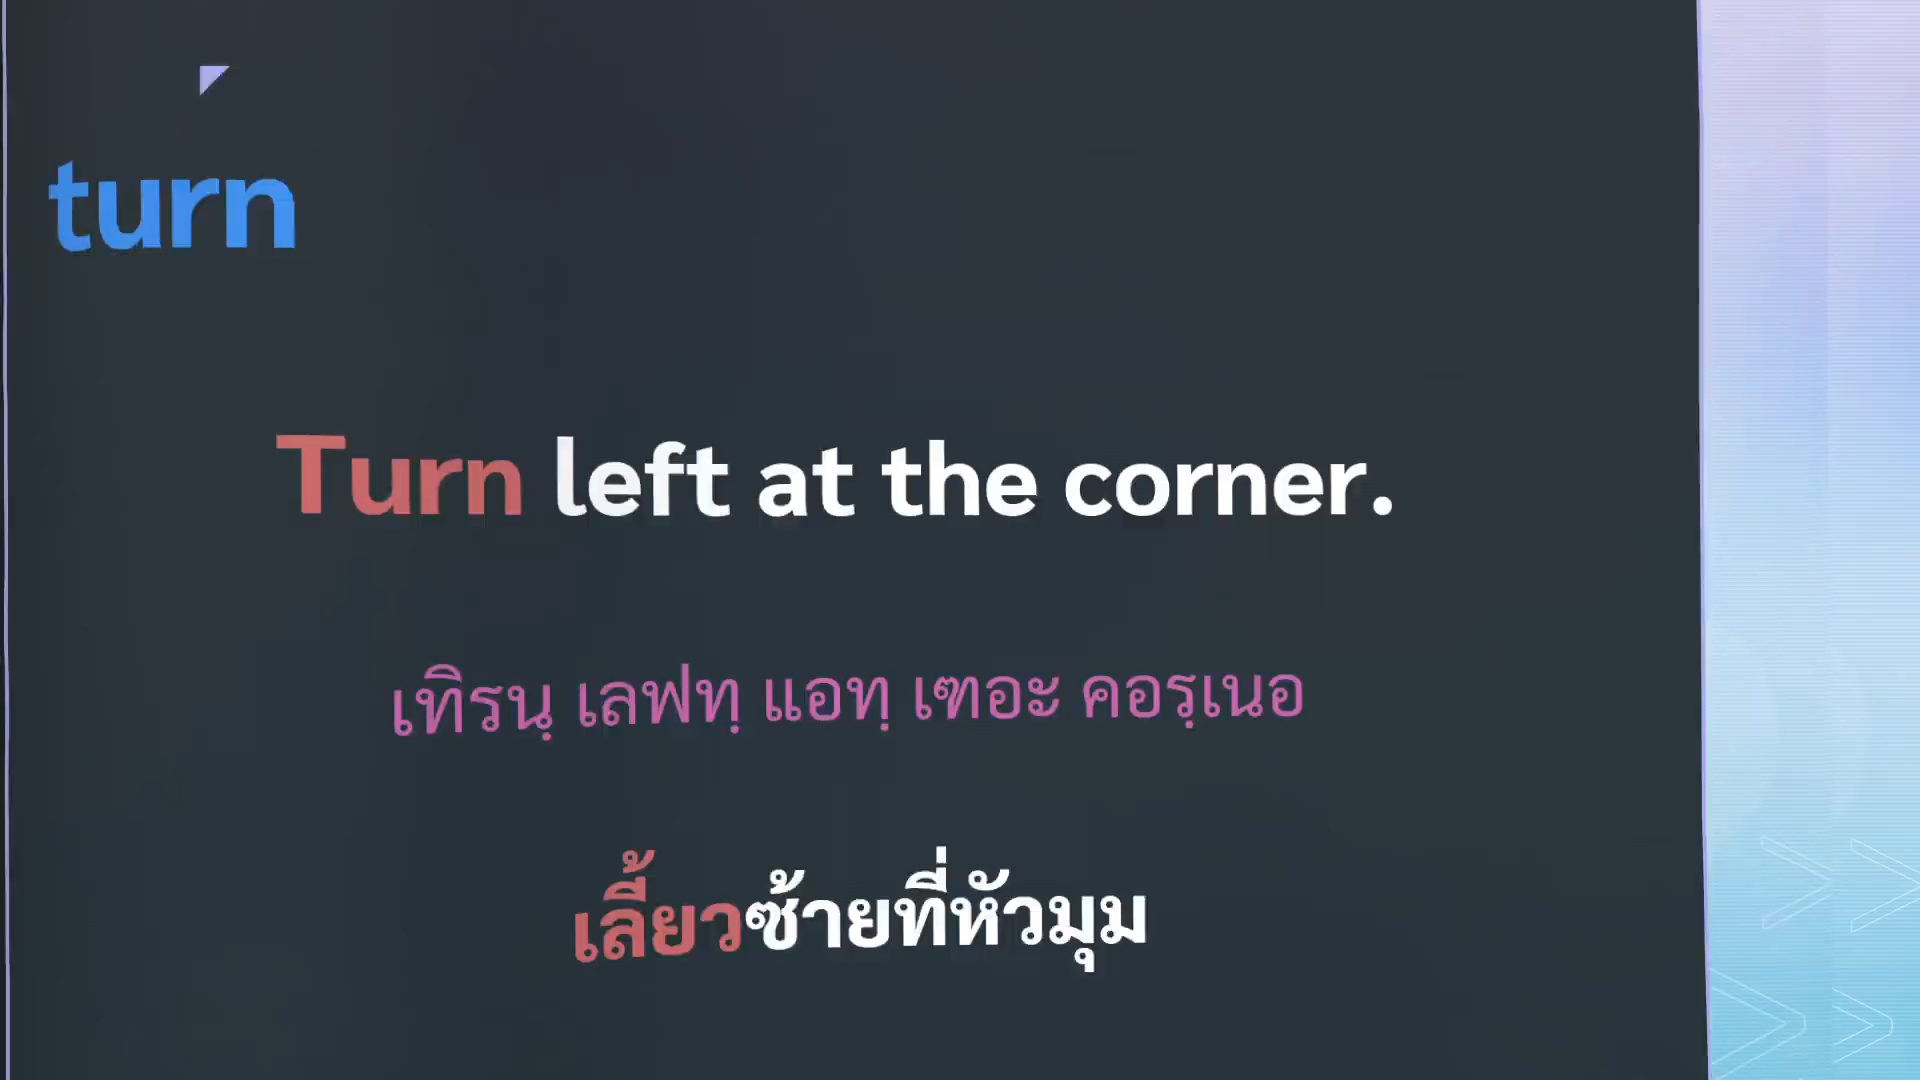 turn
Turn left at the corner.
เทิรนฺ เลฟทฺ แอทฺ เฑอะ คอรฺเนอ
เลี้ยวซ้ายที่หัวมุม